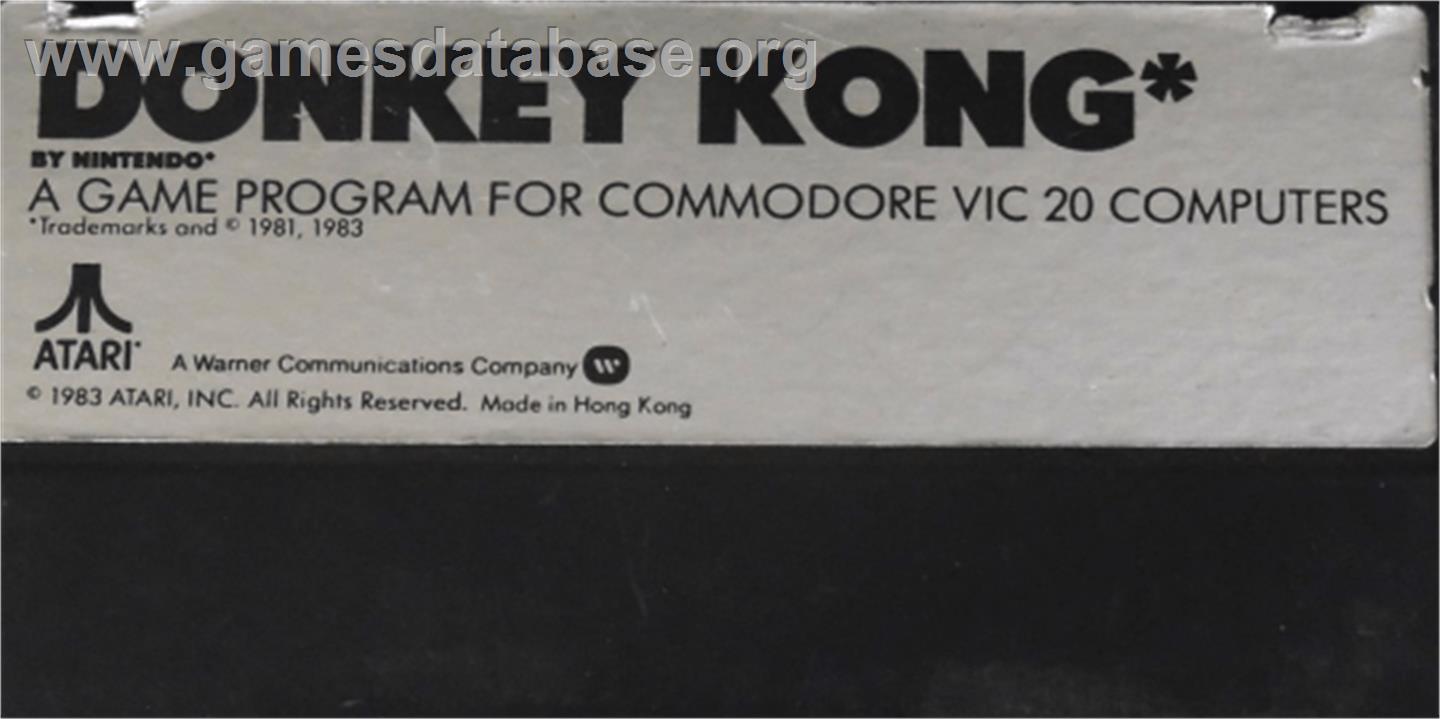 www.gamesdatabase.org
DONKEY KONG*
BY NINTENDO*
A GAME PROGRAM FOR COMMODORE VIC 20 COMPUTERS
*Trademarks and © 1981, 1983
ATARI®
A Warner Communications Company W
© 1983 ATARI, INC. All Rights Reserved. Made in Hong Kong